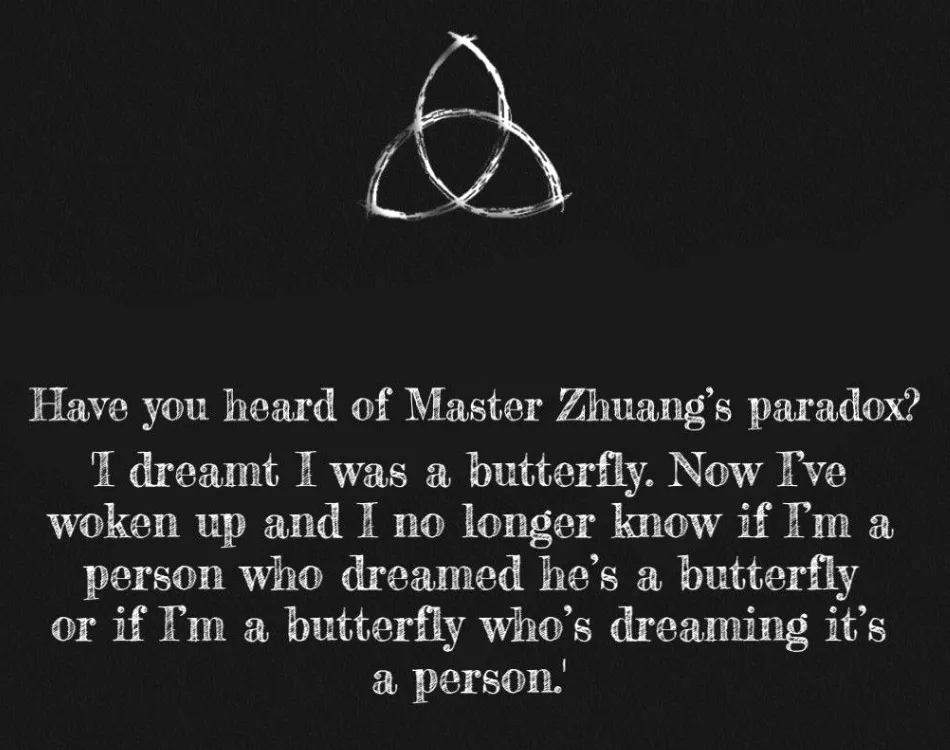 Have you heard of Master Zhuang's paradox?
'I dreamt I was a butterfly. Now I've
woken up and I no longer know if I'm a
person who dreamed he's a butterfly
or if I'm a butterfly who's dreaming it's
a person.'